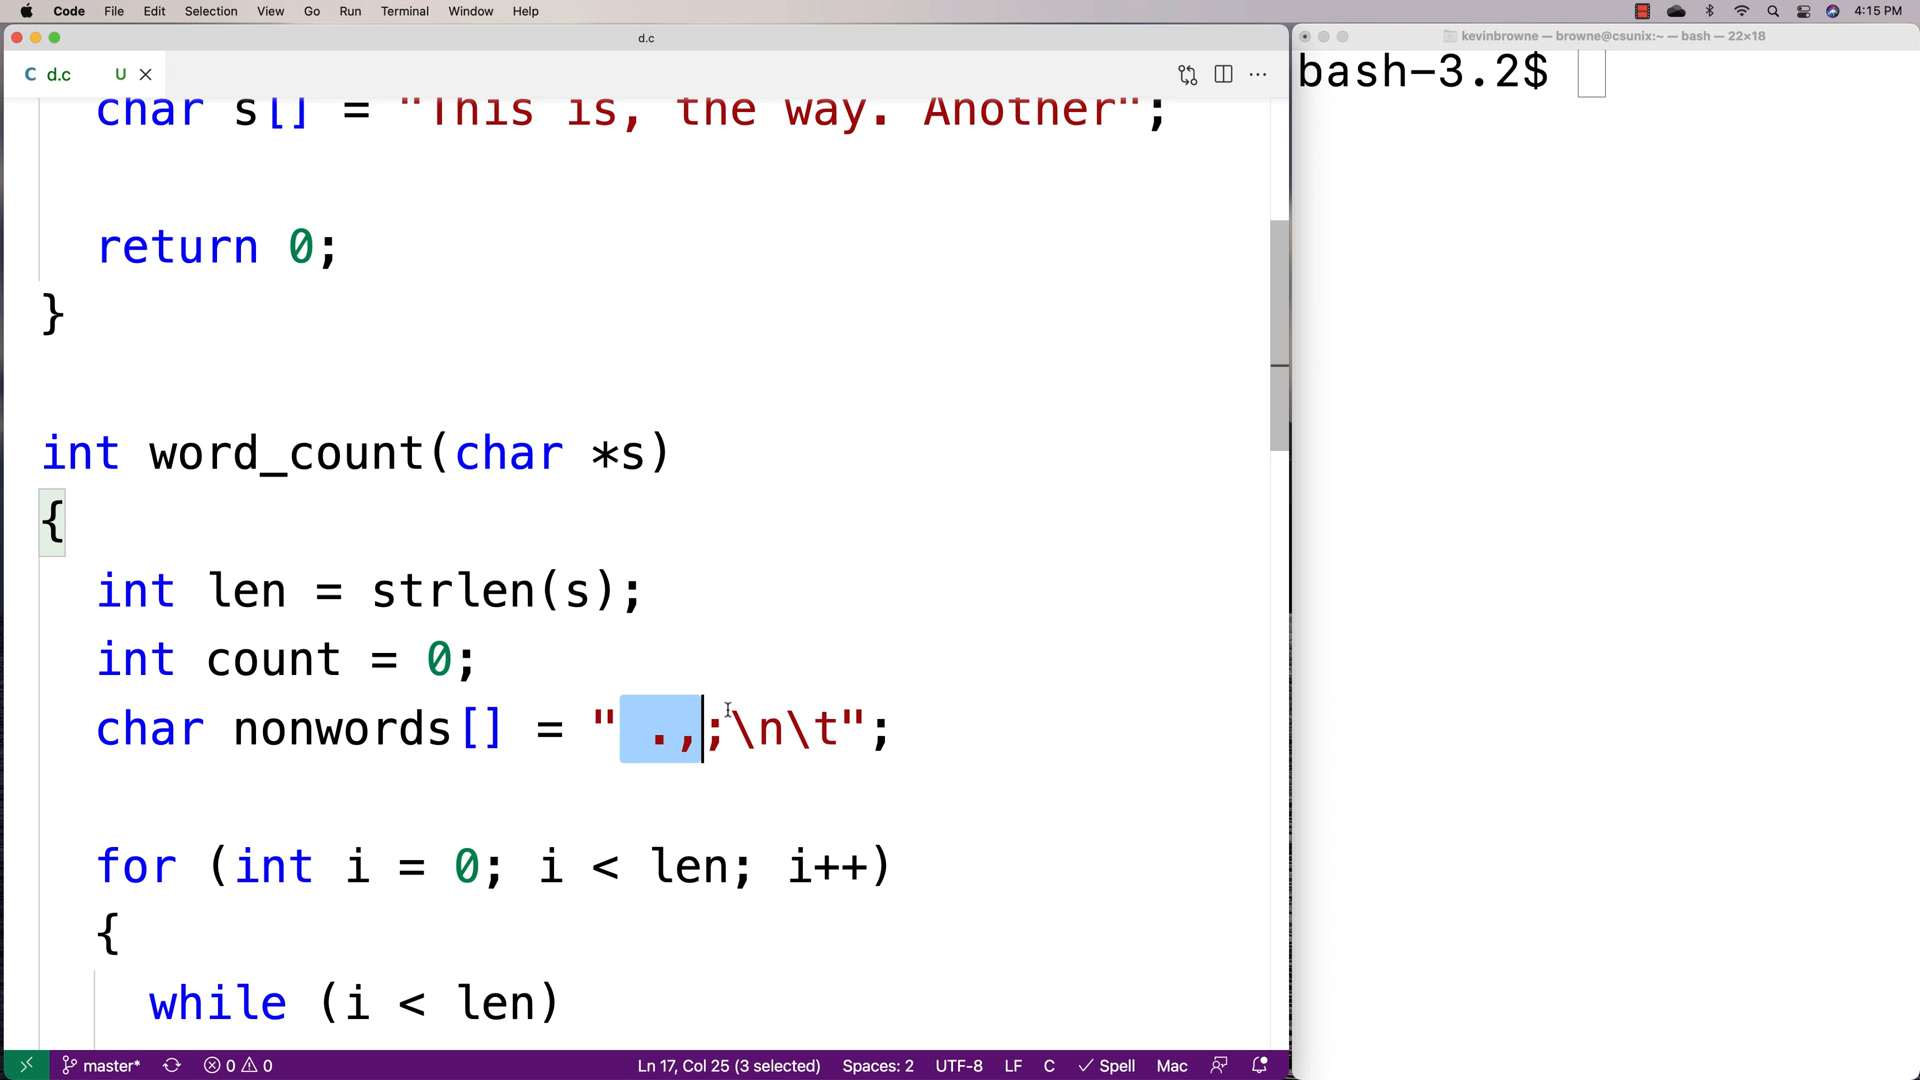 Code File Edit Selection View Go Run Terminal Window Help 4:15 PM
d.c
kevinbrowne — browne@csunix:~ — bash — 22×18
C d.c U
bash-3.2$
char s[] = "This is, the way. Another";
return 0;
}
int word_count(char *s)
{
int len = strlen(s);
int count = 0;
char nonwords[] = " .,;\n\t";
for (int i = 0; i < len; i++)
{
while (i < len)
master* 0 0 Ln 17, Col 25 (3 selected) Spaces: 2 UTF-8 LF C Spell Mac